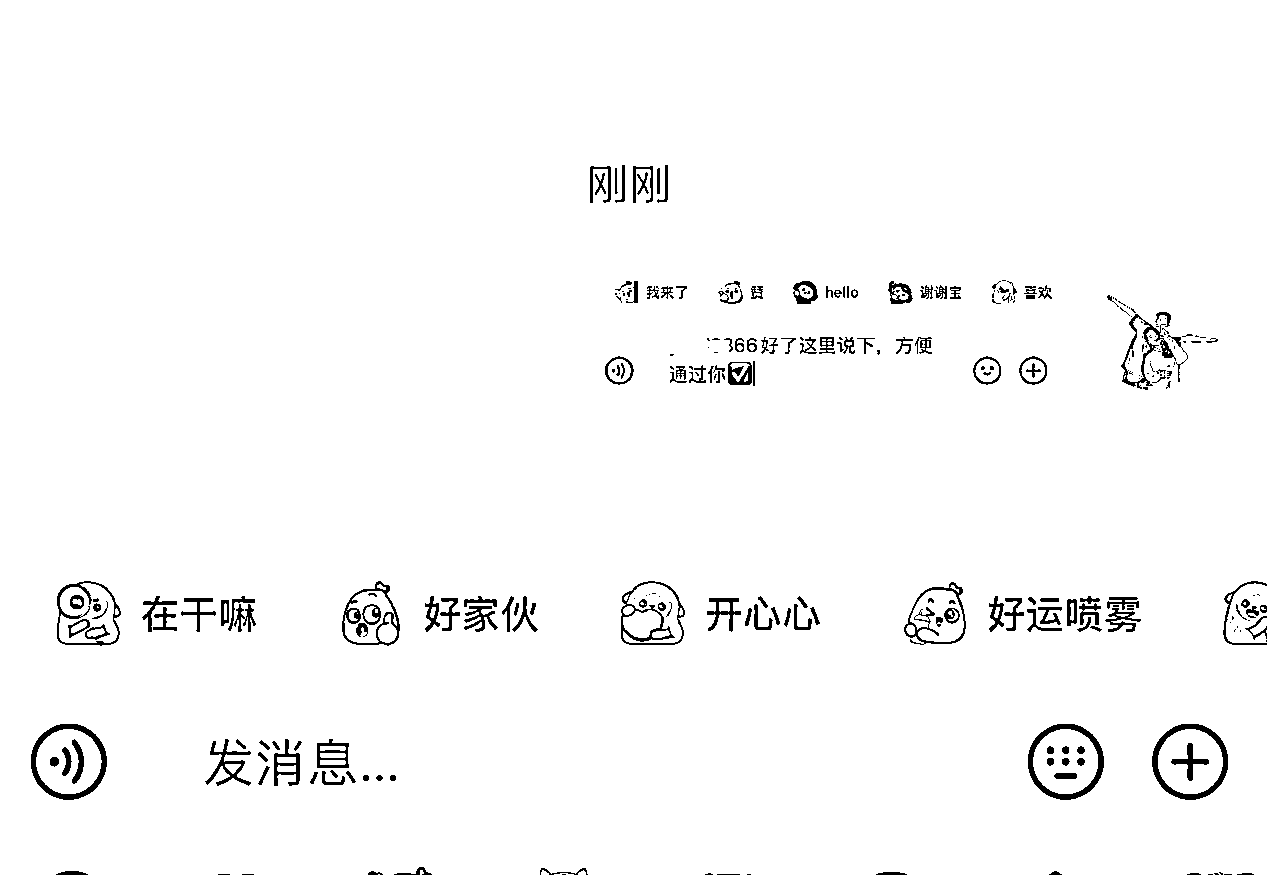 刚刚
我来了 赞 hello 谢谢宝 喜欢
366好了这里说下，方便
通过你
在干嘛 好家伙 开心心 好运喷雾
发消息...